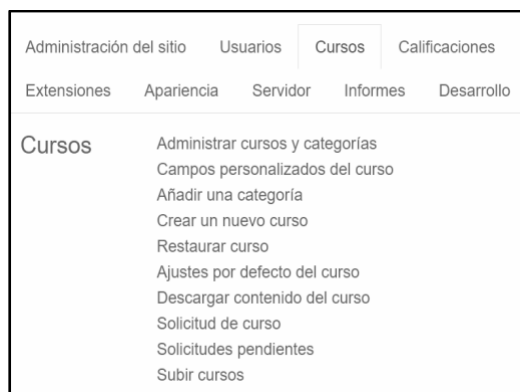 Administración del sitio Usuarios Cursos Calificaciones
Extensiones Apariencia Servidor Informes Desarrollo
Cursos Administrar cursos y categorías
Campos personalizados del curso
Añadir una categoría
Crear un nuevo curso
Restaurar curso
Ajustes por defecto del curso
Descargar contenido del curso
Solicitud de curso
Solicitudes pendientes
Subir cursos